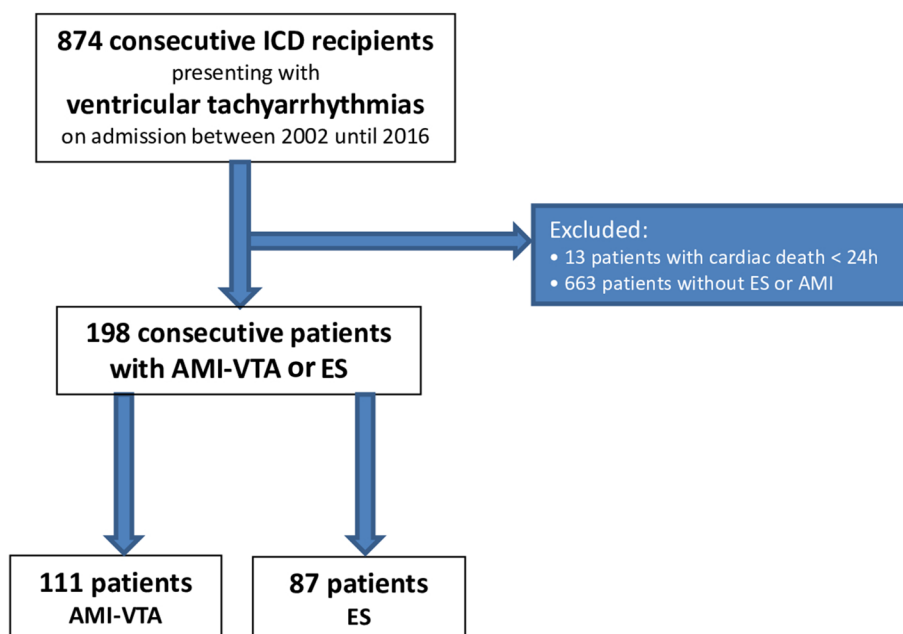 874 consecutive ICD recipients
presenting with
ventricular tachyarrhythmias
on admission between 2002 until 2016
Excluded:
• 13 patients with cardiac death < 24h
• 663 patients without ES or AMI
198 consecutive patients
with AMI-VTA or ES
111 patients
AMI-VTA
87 patients
ES